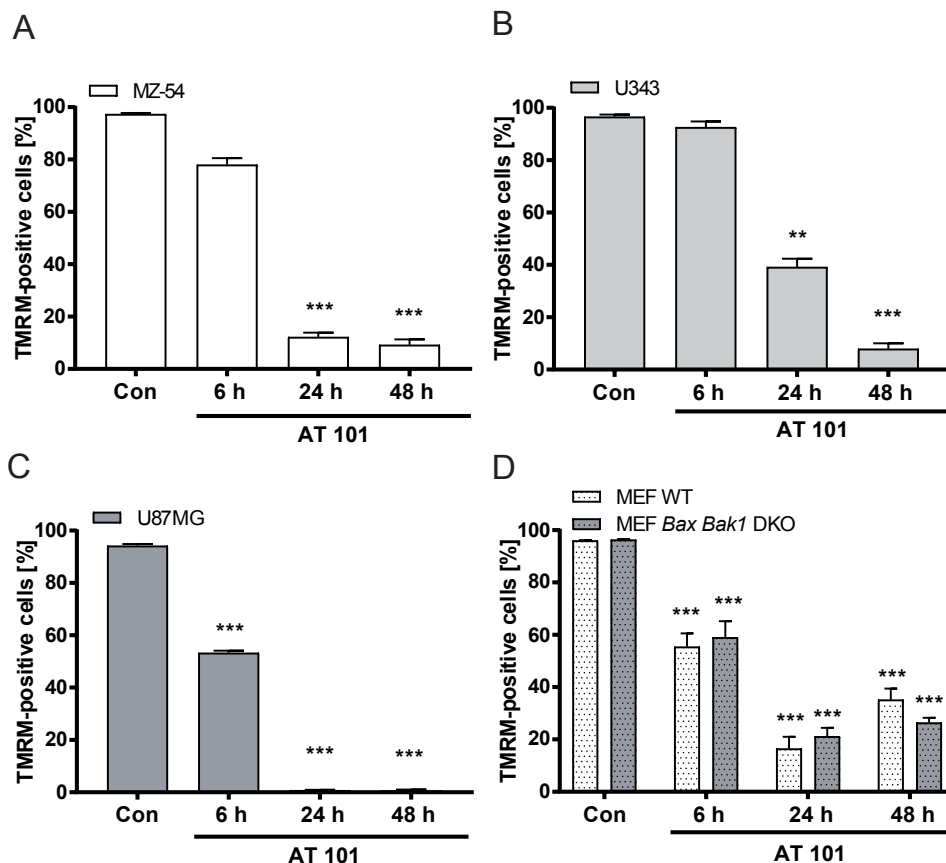 A
MZ-54
TMRM-positive cells [%]
100
80
60
40
20
0
***
***
Con
6 h
24 h
48 h
AT 101
B
U343
TMRM-positive cells [%]
100
80
60
40
20
0
**
***
Con
6 h
24 h
48 h
AT 101
C
U87MG
TMRM-positive cells [%]
100
80
60
40
20
0
***
***
***
Con
6 h
24 h
48 h
AT 101
D
MEF WT
MEF Bax Bak1 DKO
TMRM-positive cells [%]
100
80
60
40
20
0
***
***
***
***
***
***
Con
6 h
24 h
48 h
AT 101